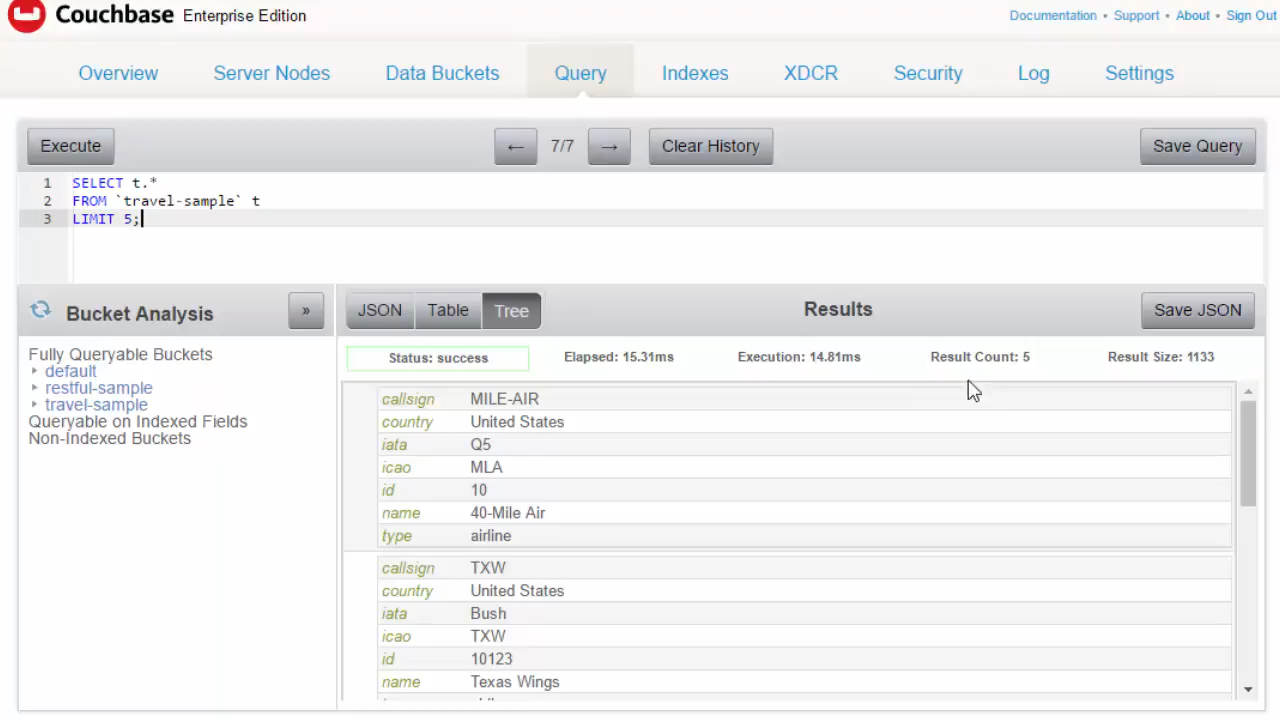 Couchbase Enterprise Edition
Documentation • Support • About • Sign Out
Overview Server Nodes Data Buckets Query Indexes XDCR Security Log Settings
Execute ← 7/7 → Clear History Save Query
1 SELECT t.*
2 FROM `travel-sample` t
3 LIMIT 5;
Bucket Analysis »
Fully Queryable Buckets
default
restful-sample
travel-sample
Queryable on Indexed Fields
Non-Indexed Buckets
JSON Table Tree Results Save JSON
Status: success Elapsed: 15.31ms Execution: 14.81ms Result Count: 5 Result Size: 1133
callsign MILE-AIR
country United States
iata Q5
icao MLA
id 10
name 40-Mile Air
type airline
callsign TXW
country United States
iata Bush
icao TXW
id 10123
name Texas Wings